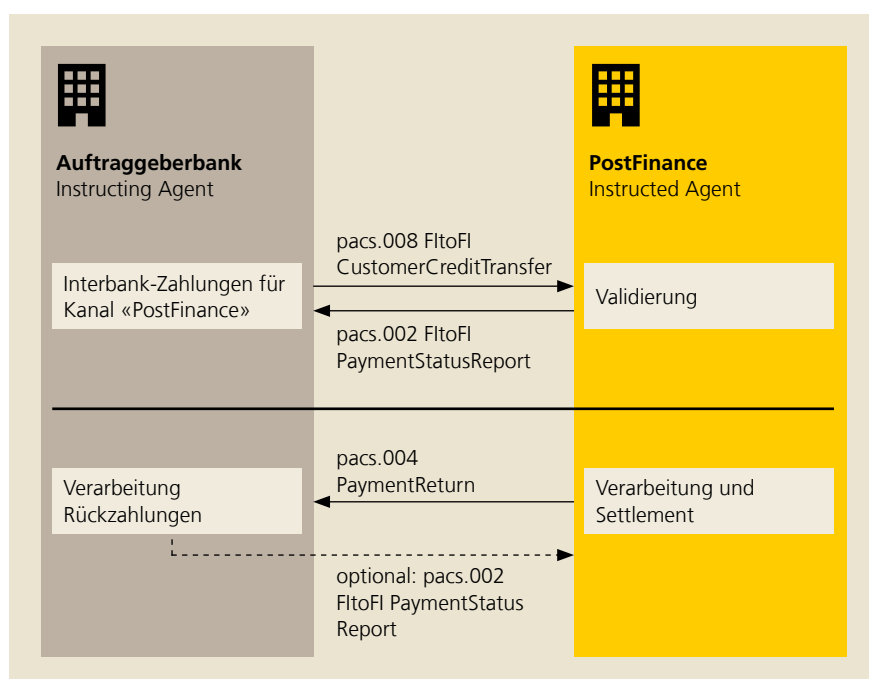 Auftraggeberbank
Instructing Agent
PostFinance
Instructed Agent
pacs.008 FItoFI
CustomerCreditTransfer
Interbank-Zahlungen für
Kanal «PostFinance»
Validierung
pacs.002 FItoFI
PaymentStatusReport
pacs.004
PaymentReturn
Verarbeitung
Rückzahlungen
Verarbeitung und
Settlement
optional: pacs.002
FItoFI PaymentStatus
Report